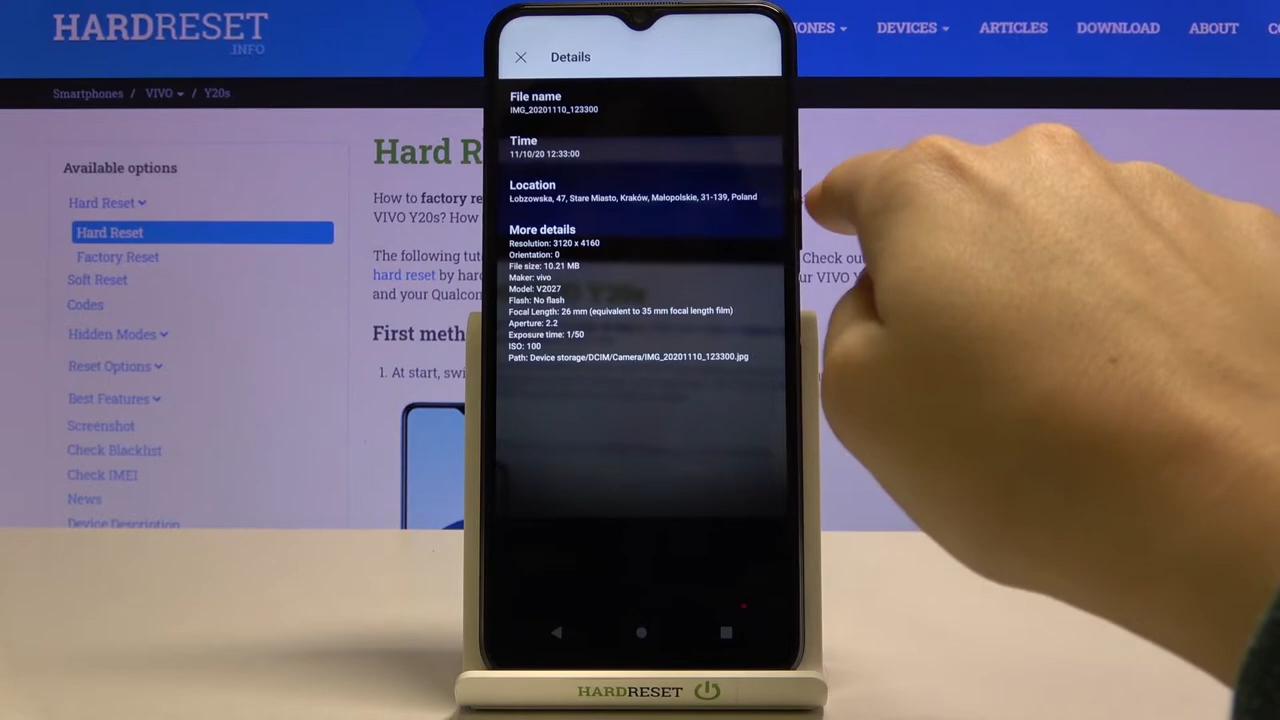 HARDRESET
.INFO
ONES DEVICES ARTICLES DOWNLOAD ABOUT
Smartphones / VIVO / Y20s
Available options
Hard Reset
Hard Reset
Factory Reset
Soft Reset
Codes
Hidden Modes
Reset Options
Best Features
Screenshot
Check Blacklist
Check IMEI
News
Device Description
Hard R
How to factory re
VIVO Y20s? How
The following tut
hard reset by har
and your Qualcon
First meth
1. At start, swi
Check ou
ur VIVO Y
Details
File name
IMG_20201110_123300
Time
11/10/20 12:33:00
Location
Łobzowska, 47, Stare Miasto, Kraków, Małopolskie, 31-139, Poland
More details
Resolution: 3120 x 4160
Orientation: 0
File size: 10.21 MB
Maker: vivo
Model: V2027
Flash: No flash
Focal Length: 26 mm (equivalent to 35 mm focal length film)
Aperture: 2.2
Exposure time: 1/50
ISO: 100
Path: Device storage/DCIM/Camera/IMG_20201110_123300.jpg
HARDRESET